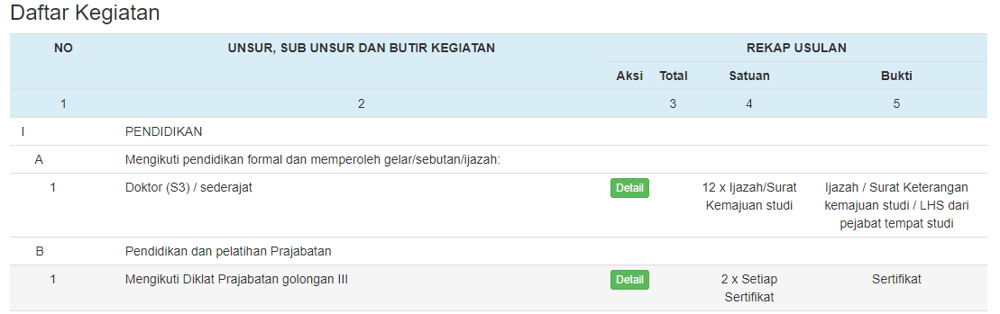 Daftar Kegiatan
NO UNSUR, SUB UNSUR DAN BUTIR KEGIATAN REKAP USULAN
Aksi Total Satuan Bukti
1 2 3 4 5
I PENDIDIKAN
A Mengikuti pendidikan formal dan memperoleh gelar/sebutan/ijazah:
1 Doktor (S3) / sederajat Detail 12 x Ijazah/Surat Ijazah / Surat Keterangan
Kemajuan studi kemajuan studi / LHS dari
pejabat tempat studi
B Pendidikan dan pelatihan Prajabatan
1 Mengikuti Diklat Prajabatan golongan III Detail 2 x Setiap Sertifikat
Sertifikat